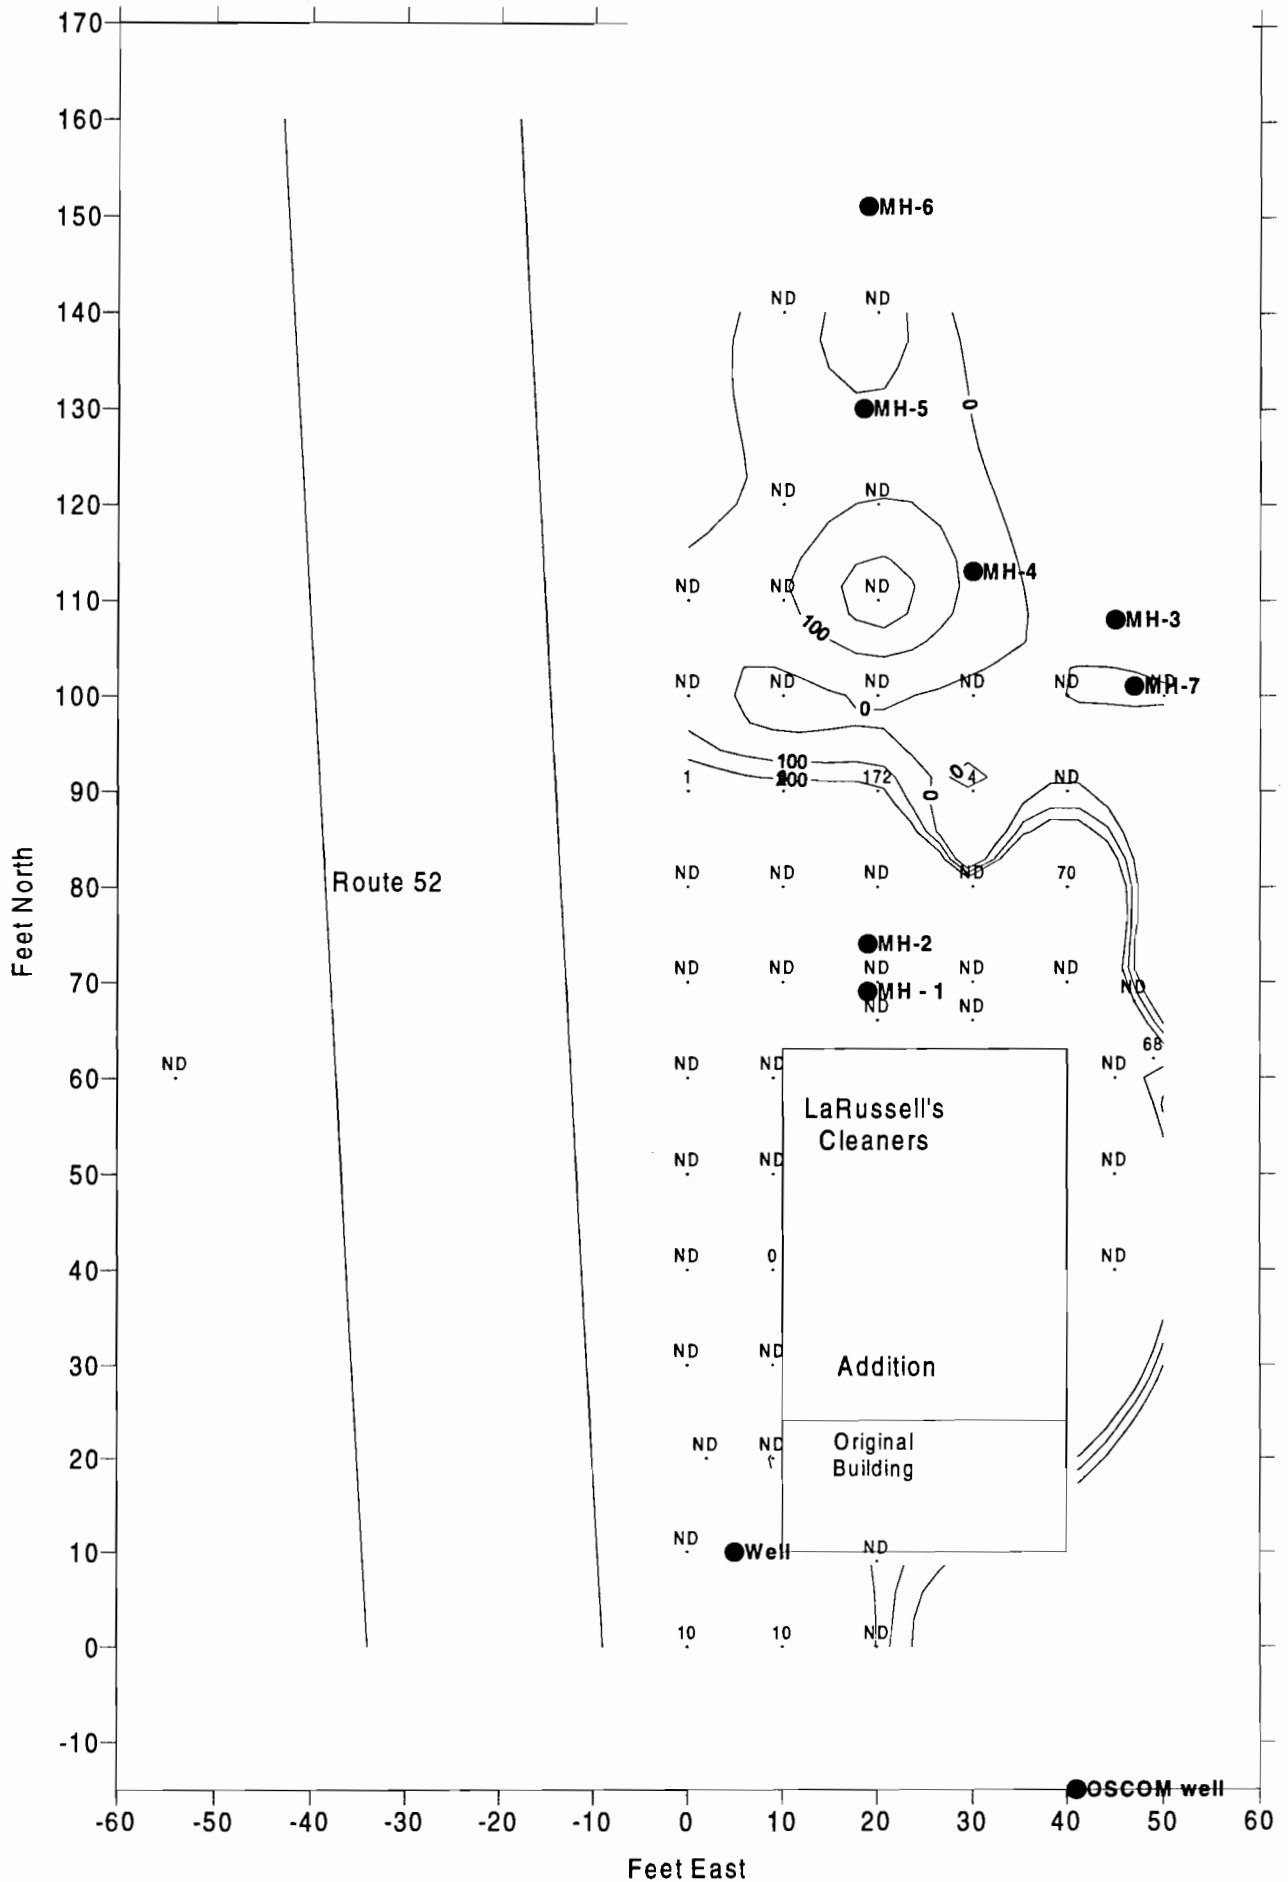 170
160
150
140
130
120
110
100
90
80
70
60
50
40
30
20
10
0
-10
Feet North
MH-6
ND ND
MH-5
0
ND ND
MH-4
ND ND ND
100
MH-3
ND ND ND ND ND ND
MH-7
0
100
200
1 172 0 4 ND
0
Route 52
ND ND ND ND 70
MH-2
ND ND ND ND ND
MH-1
ND ND ND
68
ND ND ND ND
LaRussell's
Cleaners
ND ND ND
ND 0 ND
ND ND
Addition
ND ND
Original
Building
ND ND
Well
10 10 ND
OSCOM well
-60 -50 -40 -30 -20 -10 0 10 20 30 40 50 60
Feet East